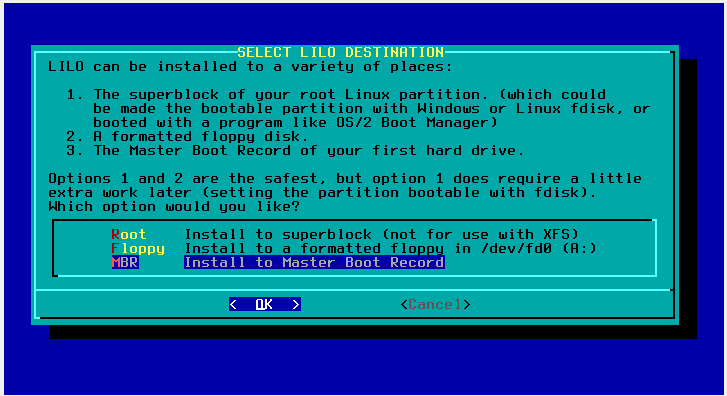 SELECT LILO DESTINATION
LILO can be installed to a variety of places:
1. The superblock of your root Linux partition. (which could
be made the bootable partition with Windows or Linux fdisk, or
booted with a program like OS/2 Boot Manager)
2. A formatted floppy disk.
3. The Master Boot Record of your first hard drive.
Options 1 and 2 are the safest, but option 1 does require a little
extra work later (setting the partition bootable with fdisk).
Which option would you like?
Root Install to superblock (not for use with XFS)
Floppy Install to a formatted floppy in /dev/fd0 (A:)
MBR Install to Master Boot Record
< OK > <Cancel>